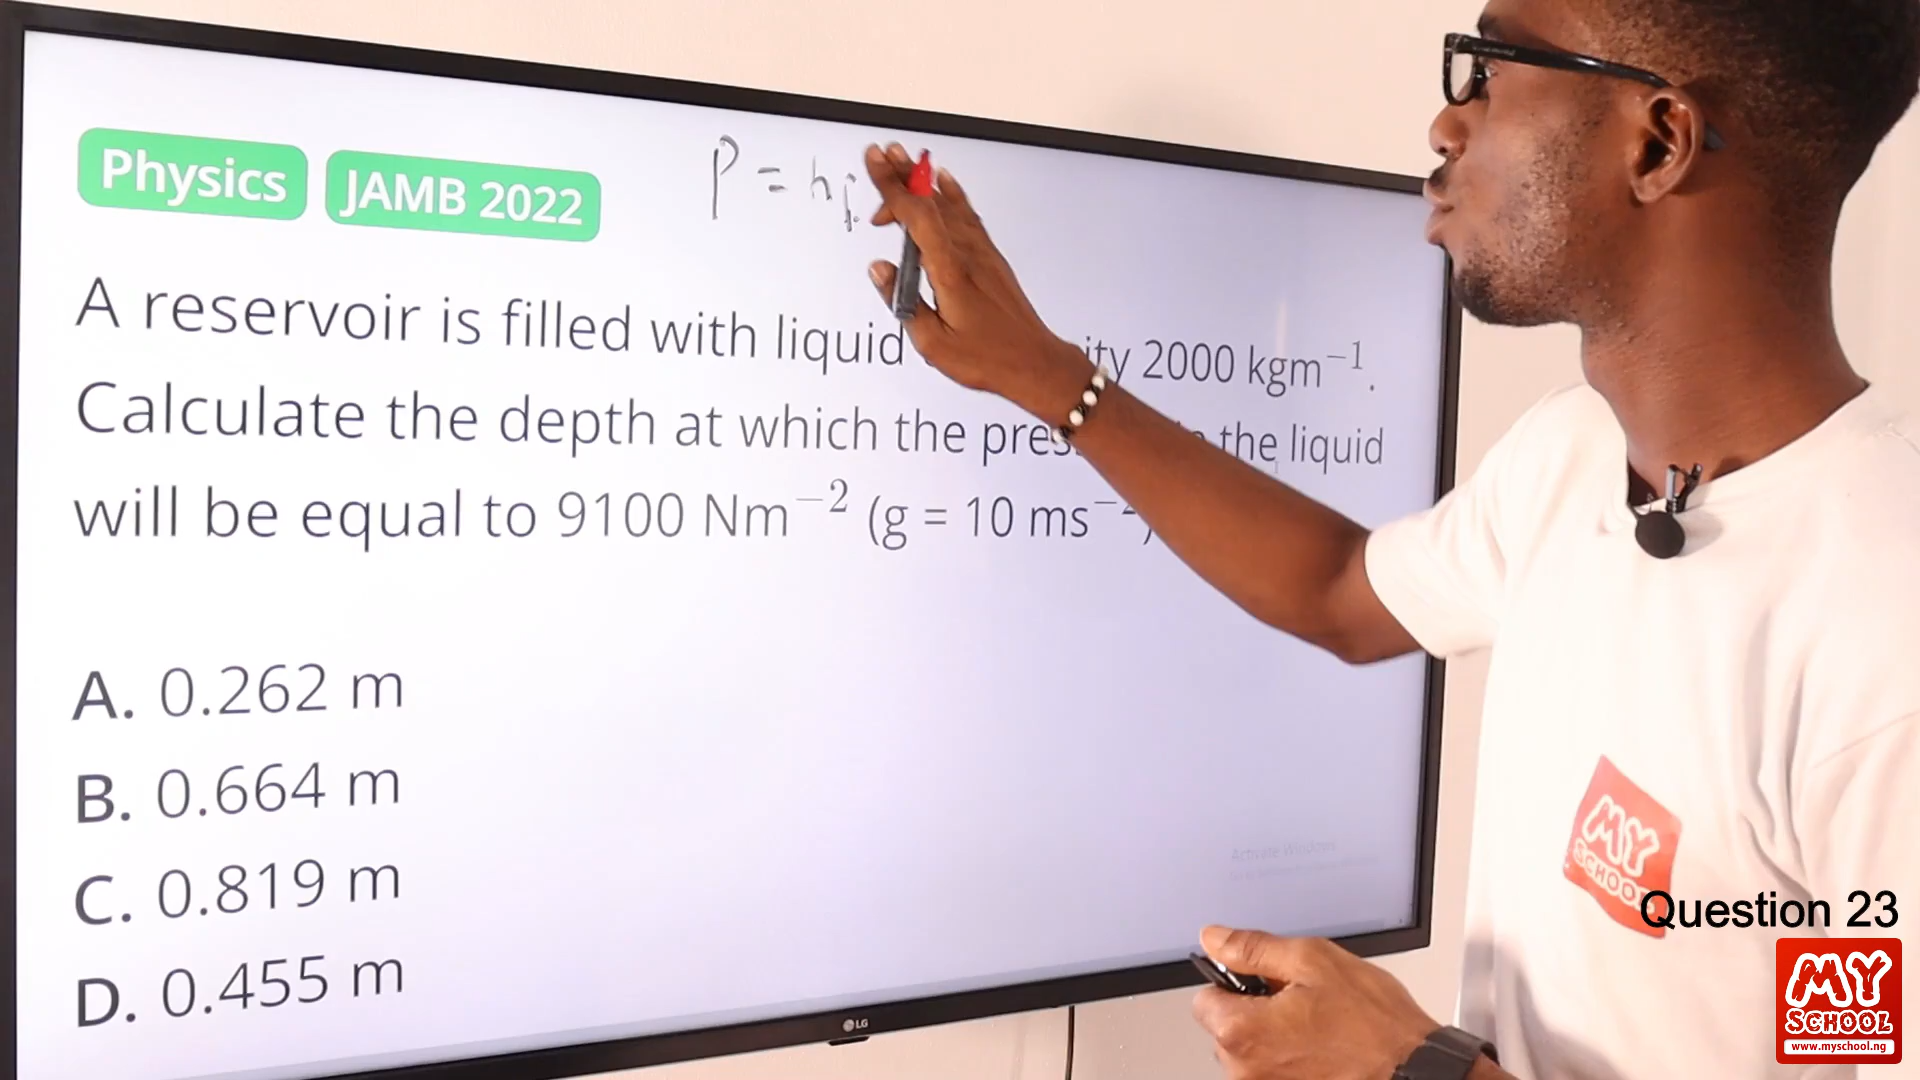 Physics JAMB 2022
P = h
A reservoir is filled with liquid 2000 kgm⁻¹.
Calculate the depth at which the the liquid
will be equal to 9100 Nm⁻² (g = 10 ms
A. 0.262 m
B. 0.664 m
C. 0.819 m
D. 0.455 m
Activate Windows
LG
MY
SCHOOL
Question 23
MY
SCHOOL
www.myschool.ng